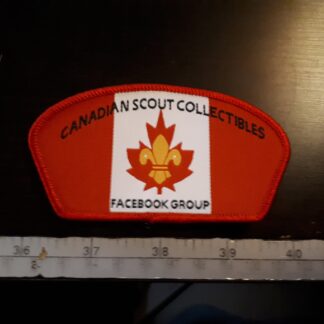 CANADIAN SCOUT COLLECTIBLES
FACEBOOK GROUP
36 37 38 39 40